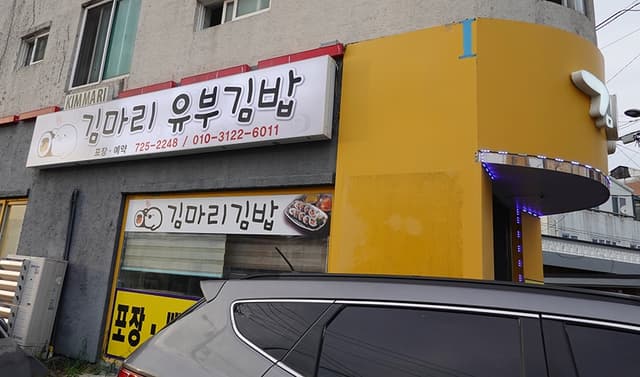 KIMMARI
김마리 유부김밥
포장·예약 725-2248 / 010-3122-6011
김마리김밥
포장·
김